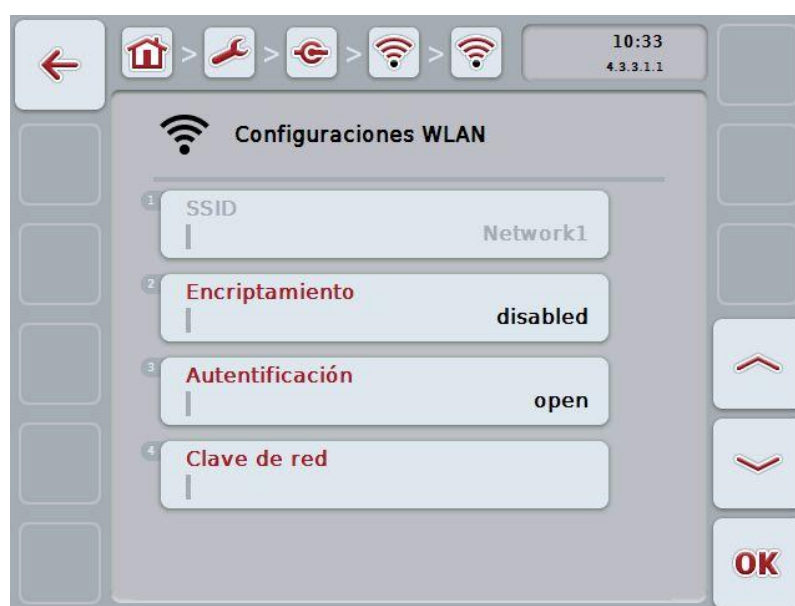 > > > >
10:33
4.3.3.1.1
Configuraciones WLAN
1
SSID
Network1
2
Encriptamiento
disabled
3
Autentificación
open
4
Clave de red
OK